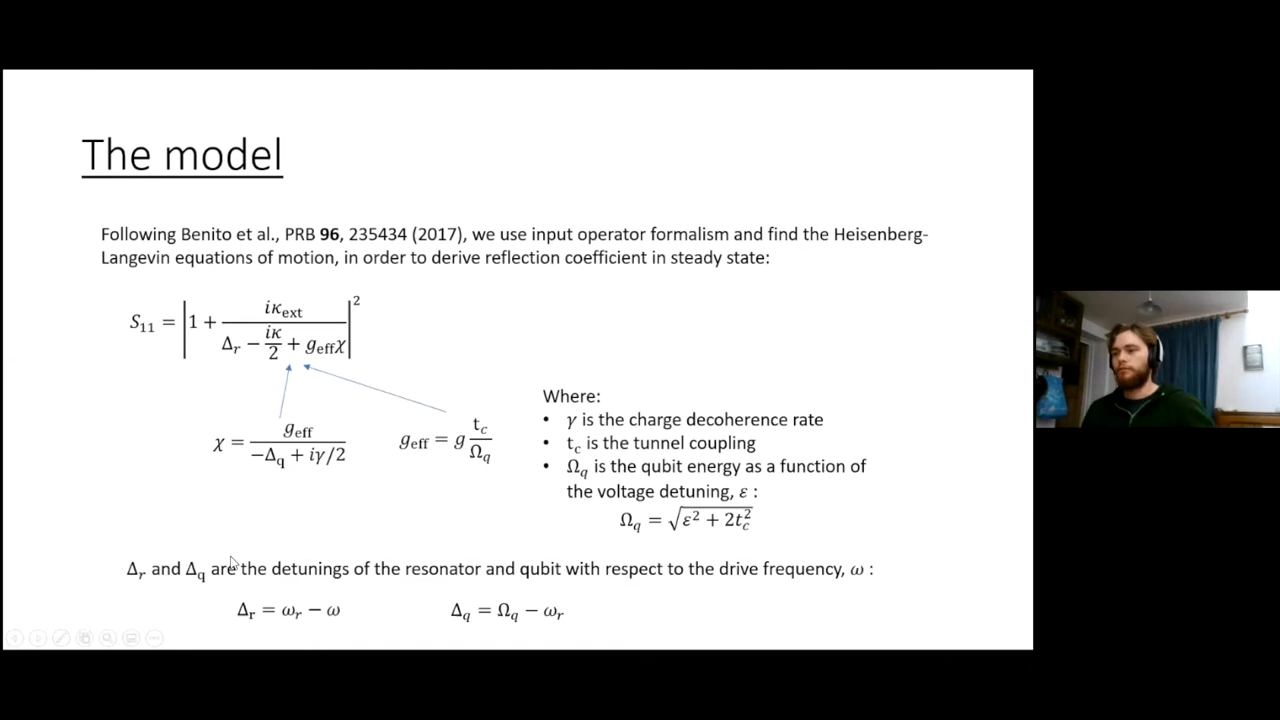 The model
Following Benito et al., PRB 96, 235434 (2017), we use input operator formalism and find the Heisenberg-
Langevin equations of motion, in order to derive reflection coefficient in steady state:
S₁₁ = |1 + iκ_ext / (Δ_r − iκ/2 + g_eff χ)|²
χ = g_eff / (−Δ_q + iγ/2)
g_eff = g t_c / Ω_q
Where:
• γ is the charge decoherence rate
• t_c is the tunnel coupling
• Ω_q is the qubit energy as a function of
the voltage detuning, ε :
Ω_q = √(ε² + 2t_c²)
Δ_r and Δ_q are the detunings of the resonator and qubit with respect to the drive frequency, ω :
Δ_r = ω_r − ω
Δ_q = Ω_q − ω_r